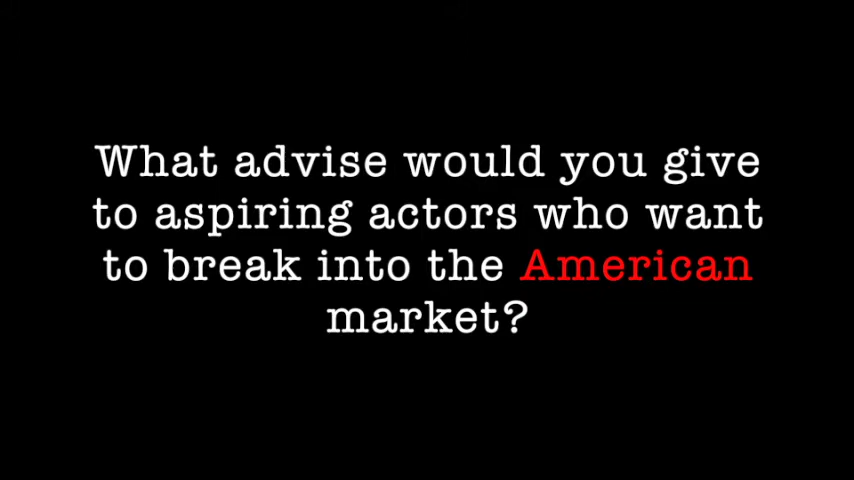 What advise would you give
to aspiring actors who want
to break into the American
market?